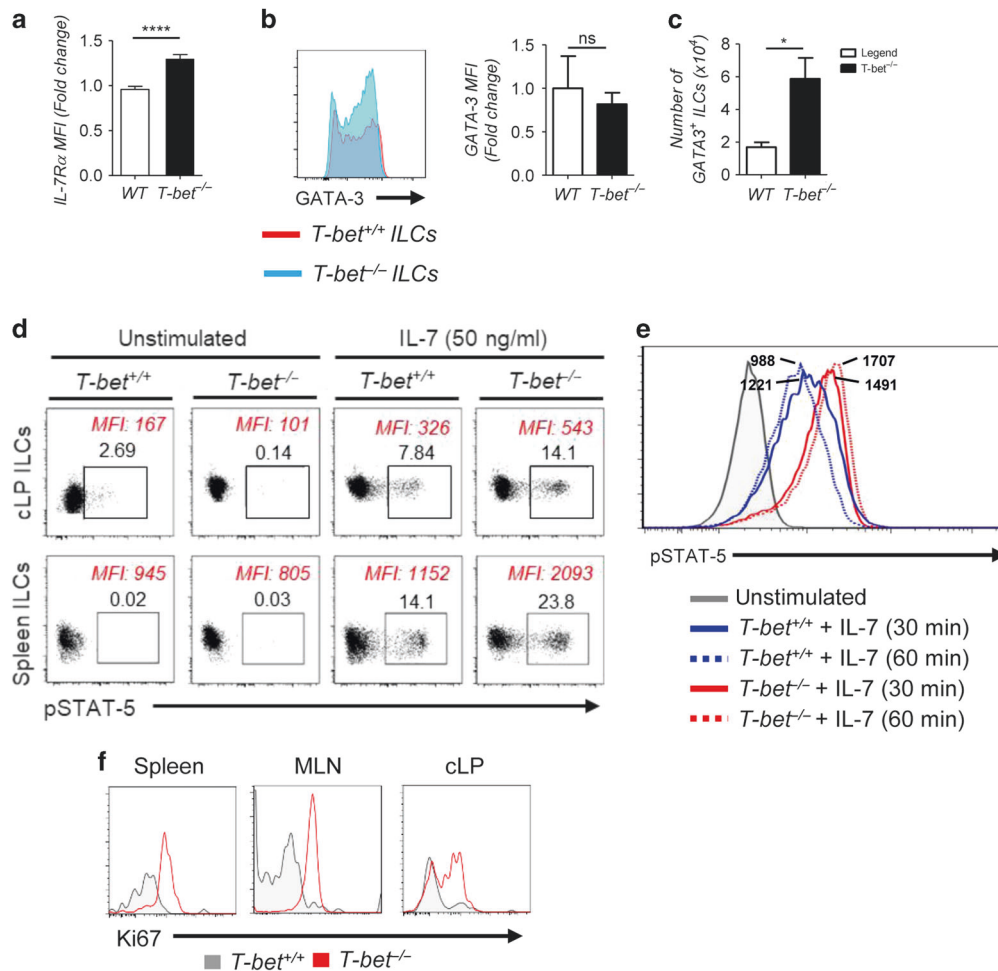 a
IL-7Rα MFI (Fold change)
1.5
1.0
0.5
0.0
****
WT
T-bet–/–
b
GATA-3
T-bet+/+ ILCs
T-bet–/– ILCs
GATA-3 MFI
(Fold change)
1.5
1.0
0.5
0.0
ns
WT
T-bet–/–
c
Number of
GATA3+ ILCs (x10⁴)
8
6
4
2
0
*
WT
T-bet–/–
Legend
T-bet–/–
d
Unstimulated
IL-7 (50 ng/ml)
T-bet+/+
T-bet–/–
T-bet+/+
T-bet–/–
cLP ILCs
MFI: 167
2.69
MFI: 101
0.14
MFI: 326
7.84
MFI: 543
14.1
Spleen ILCs
MFI: 945
0.02
MFI: 805
0.03
MFI: 1152
14.1
MFI: 2093
23.8
pSTAT-5
e
988
1707
1221
1491
pSTAT-5
Unstimulated
T-bet+/+ + IL-7 (30 min)
T-bet+/+ + IL-7 (60 min)
T-bet–/– + IL-7 (30 min)
T-bet–/– + IL-7 (60 min)
f
Spleen
MLN
cLP
Ki67
T-bet+/+
T-bet–/–